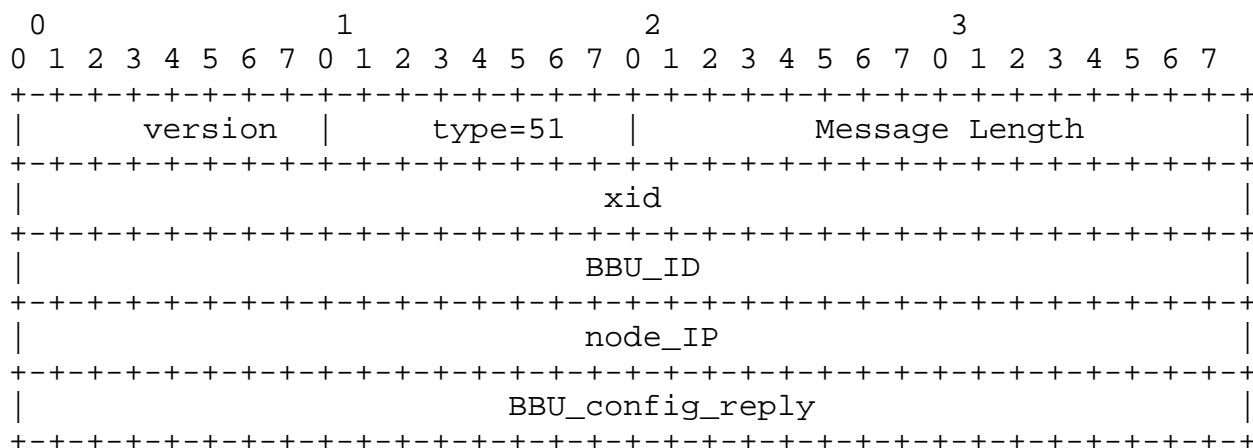 0                   1                   2                   3
0 1 2 3 4 5 6 7 0 1 2 3 4 5 6 7 0 1 2 3 4 5 6 7 0 1 2 3 4 5 6 7
+-+-+-+-+-+-+-+-+-+-+-+-+-+-+-+-+-+-+-+-+-+-+-+-+-+-+-+-+-+-+-+-+
|       version |     type=51   |         Message Length        |
+-+-+-+-+-+-+-+-+-+-+-+-+-+-+-+-+-+-+-+-+-+-+-+-+-+-+-+-+-+-+-+-+
|                              xid                              |
+-+-+-+-+-+-+-+-+-+-+-+-+-+-+-+-+-+-+-+-+-+-+-+-+-+-+-+-+-+-+-+-+
|                             BBU_ID                            |
+-+-+-+-+-+-+-+-+-+-+-+-+-+-+-+-+-+-+-+-+-+-+-+-+-+-+-+-+-+-+-+-+
|                             node_IP                           |
+-+-+-+-+-+-+-+-+-+-+-+-+-+-+-+-+-+-+-+-+-+-+-+-+-+-+-+-+-+-+-+-+
|                         BBU_config_reply                      |
+-+-+-+-+-+-+-+-+-+-+-+-+-+-+-+-+-+-+-+-+-+-+-+-+-+-+-+-+-+-+-+-+